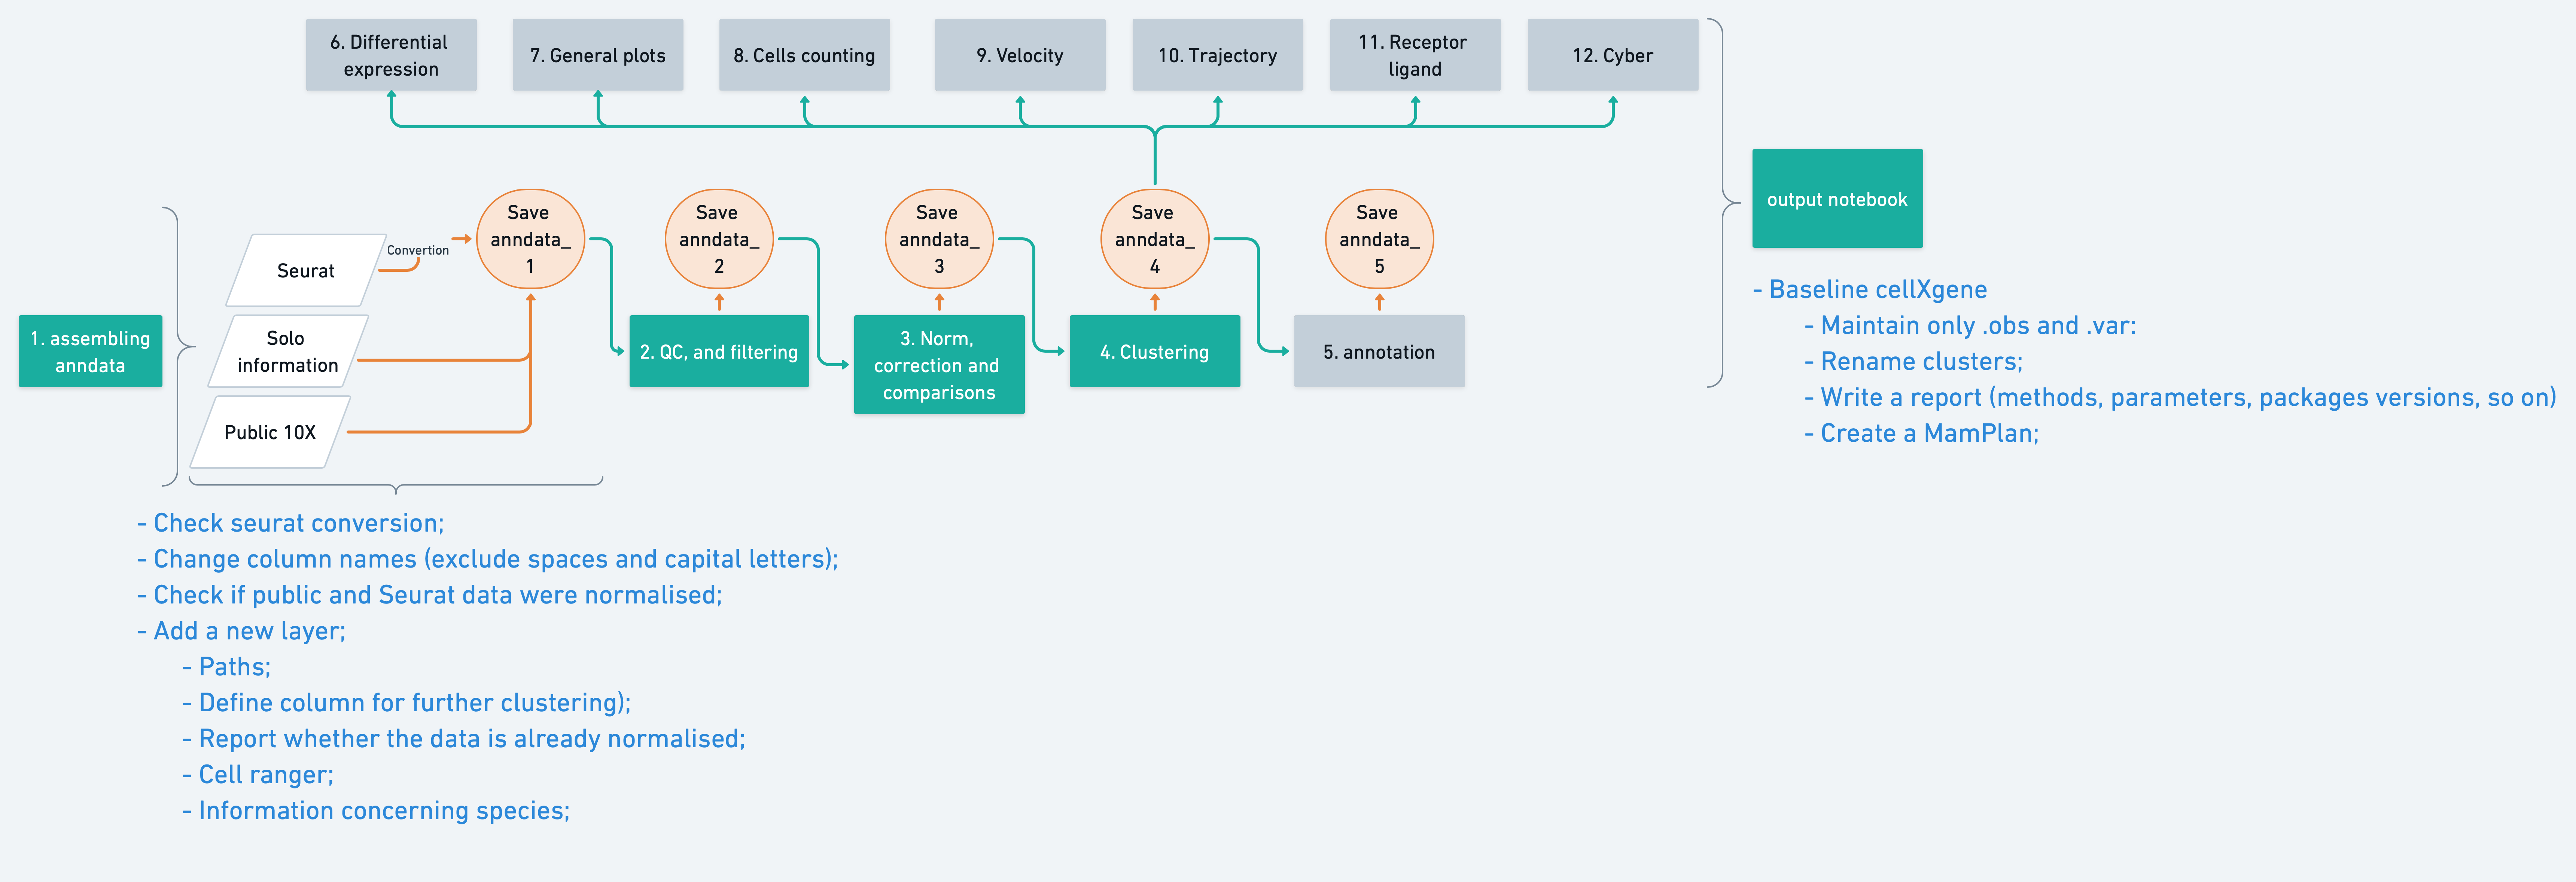 6. Differential
expression
7. General plots
8. Cells counting
9. Velocity
10. Trajectory
11. Receptor
ligand
12. Cyber
output notebook
- Baseline cellXgene
- Maintain only .obs and .var:
- Rename clusters;
- Write a report (methods, parameters, packages versions, so on)
- Create a MamPlan;
1. assembling
anndata
Seurat
Convertion
Solo
information
Public 10X
Save
anndata_
1
Save
anndata_
2
Save
anndata_
3
Save
anndata_
4
Save
anndata_
5
2. QC, and filtering
3. Norm,
correction and
comparisons
4. Clustering
5. annotation
- Check seurat conversion;
- Change column names (exclude spaces and capital letters);
- Check if public and Seurat data were normalised;
- Add a new layer;
- Paths;
- Define column for further clustering);
- Report whether the data is already normalised;
- Cell ranger;
- Information concerning species;